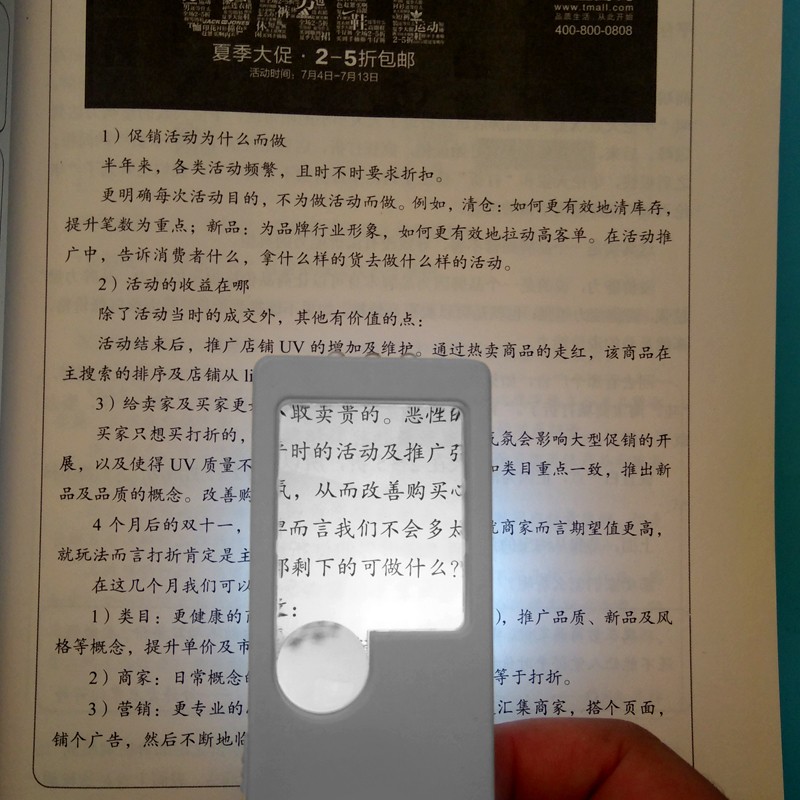 www.tmall.com
品质生活，从此开始
400-800-0808
JACK&JONES
运动
夏季大促·2-5折包邮
活动时间：7月4日-7月13日
1）促销活动为什么而做
半年来，各类活动频繁，且时不时要求折扣。
更明确每次活动目的，不为做活动而做。例如，清仓：如何更有效地清库存，
提升笔数为重点；新品：为品牌行业形象，如何更有效地拉动高客单。在活动推
广中，告诉消费者什么，拿什么样的货去做什么样的活动。
2）活动的收益在哪
除了活动当时的成交外，其他有价值的点：
活动结束后，推广店铺 UV 的增加及维护。通过热卖商品的走红，该商品在
主搜索的排序及店铺从 li
3）给卖家及买家更
取卖贵的。恶性
买家只想买打折的，
氛会影响大型促销的开
时的活动及推广引
展，以及使得 UV 质量不
类目重点一致，推出新
气，从而改善购买心
品及品质的概念。改善购
4 个月后的双十一，
而言我们不会多太
商家而言期望值更高，
就玩法而言打折肯定是主
那剩下的可做什么？
在这几个月我们可以
1）类目：更健康的
），推广品质、新品及风
格等概念，提升单价及市
2）商家：日常概念
等于打折。
3）营销：更专业的
汇集商家，搭个页面，
铺个广告，然后不断地临